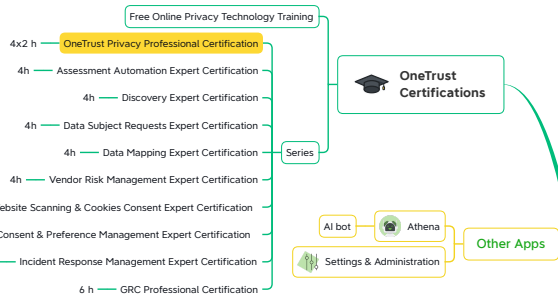 Free Online Privacy Technology Training
4x2 h
OneTrust Privacy Professional Certification
4h
Assessment Automation Expert Certification
4h
Discovery Expert Certification
4h
Data Subject Requests Expert Certification
4h
Data Mapping Expert Certification
4h
Vendor Risk Management Expert Certification
Scanning & Cookies Consent Expert Certification
Consent & Preference Management Expert Certification
Incident Response Management Expert Certification
6 h
GRC Professional Certification
Series
OneTrust
Certifications
AI bot
Athena
Settings & Administration
Other Apps